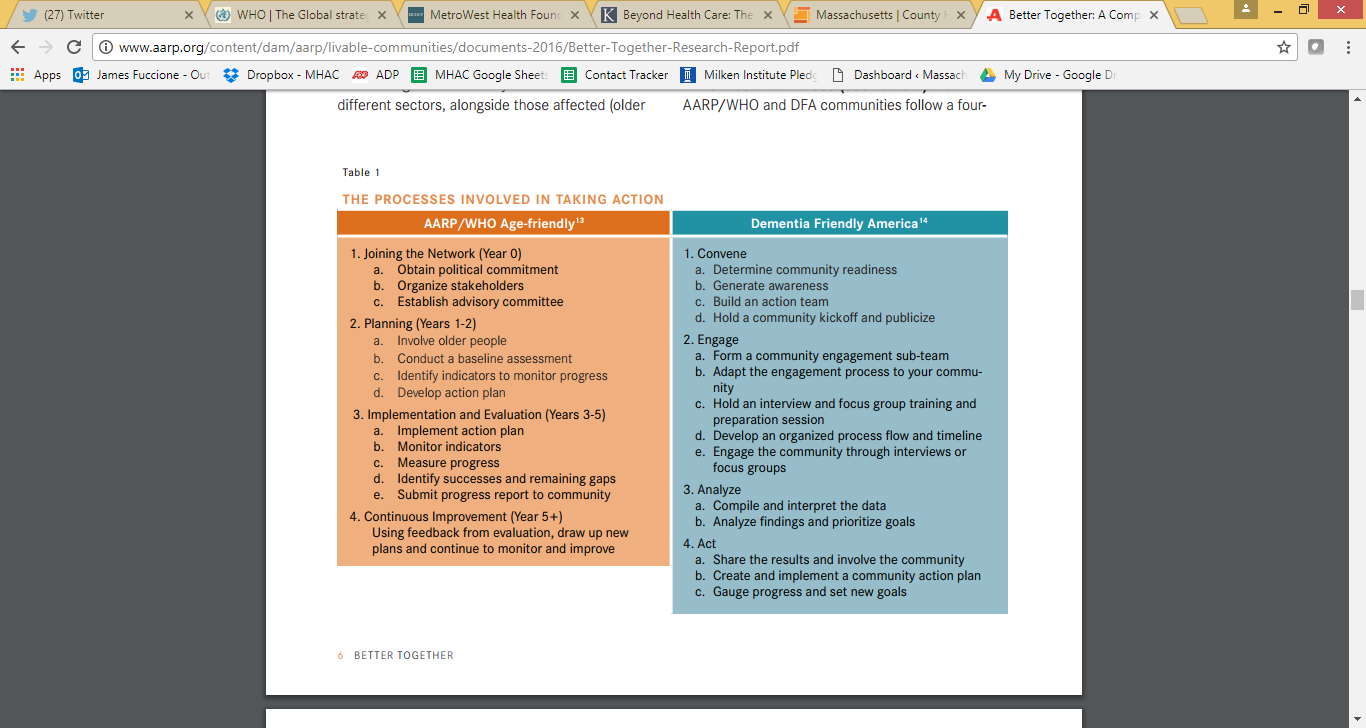 (27) Twitter
WHO | The Global strate
MetroWest Health Foun
Beyond Health Care: The
Massachusetts | County
Better Together: A Comp
www.aarp.org/content/dam/aarp/livable-communities/documents-2016/Better-Together-Research-Report.pdf
Apps
James Fuccione - Ou
Dropbox - MHAC
ADP
MHAC Google Sheet
Contact Tracker
Milken Institute Pled
Dashboard ‹ Massach
My Drive - Google Dr
different sectors, alongside those affected (older
AARP/WHO and DFA communities follow a four-
Table 1
THE PROCESSES INVOLVED IN TAKING ACTION
AARP/WHO Age-friendly13
1. Joining the Network (Year 0)
a. Obtain political commitment
b. Organize stakeholders
c. Establish advisory committee
2. Planning (Years 1-2)
a. Involve older people
b. Conduct a baseline assessment
c. Identify indicators to monitor progress
d. Develop action plan
3. Implementation and Evaluation (Years 3-5)
a. Implement action plan
b. Monitor indicators
c. Measure progress
d. Identify successes and remaining gaps
e. Submit progress report to community
4. Continuous Improvement (Year 5+)
Using feedback from evaluation, draw up new
plans and continue to monitor and improve
Dementia Friendly America14
1. Convene
a. Determine community readiness
b. Generate awareness
c. Build an action team
d. Hold a community kickoff and publicize
2. Engage
a. Form a community engagement sub-team
b. Adapt the engagement process to your commu-
nity
c. Hold an interview and focus group training and
preparation session
d. Develop an organized process flow and timeline
e. Engage the community through interviews or
focus groups
3. Analyze
a. Compile and interpret the data
b. Analyze findings and prioritize goals
4. Act
a. Share the results and involve the community
b. Create and implement a community action plan
c. Gauge progress and set new goals
6 BETTER TOGETHER